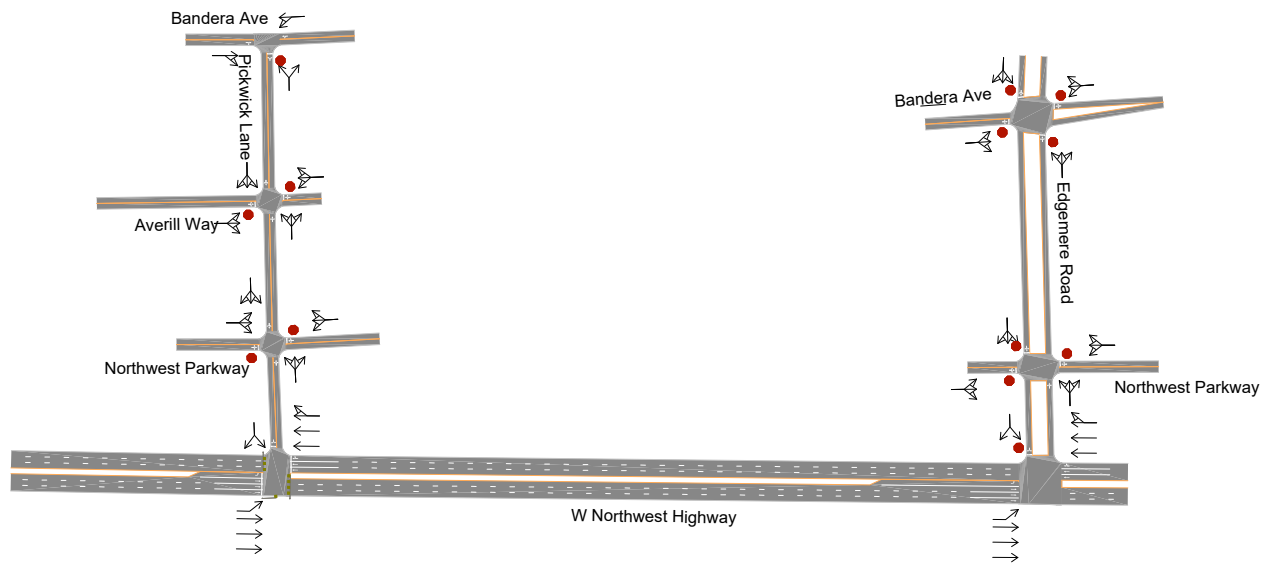 Bandera Ave
Pickwick Lane
Bandera Ave
Edgemere Road
Averill Way
Northwest Parkway
Northwest Parkway
W Northwest Highway